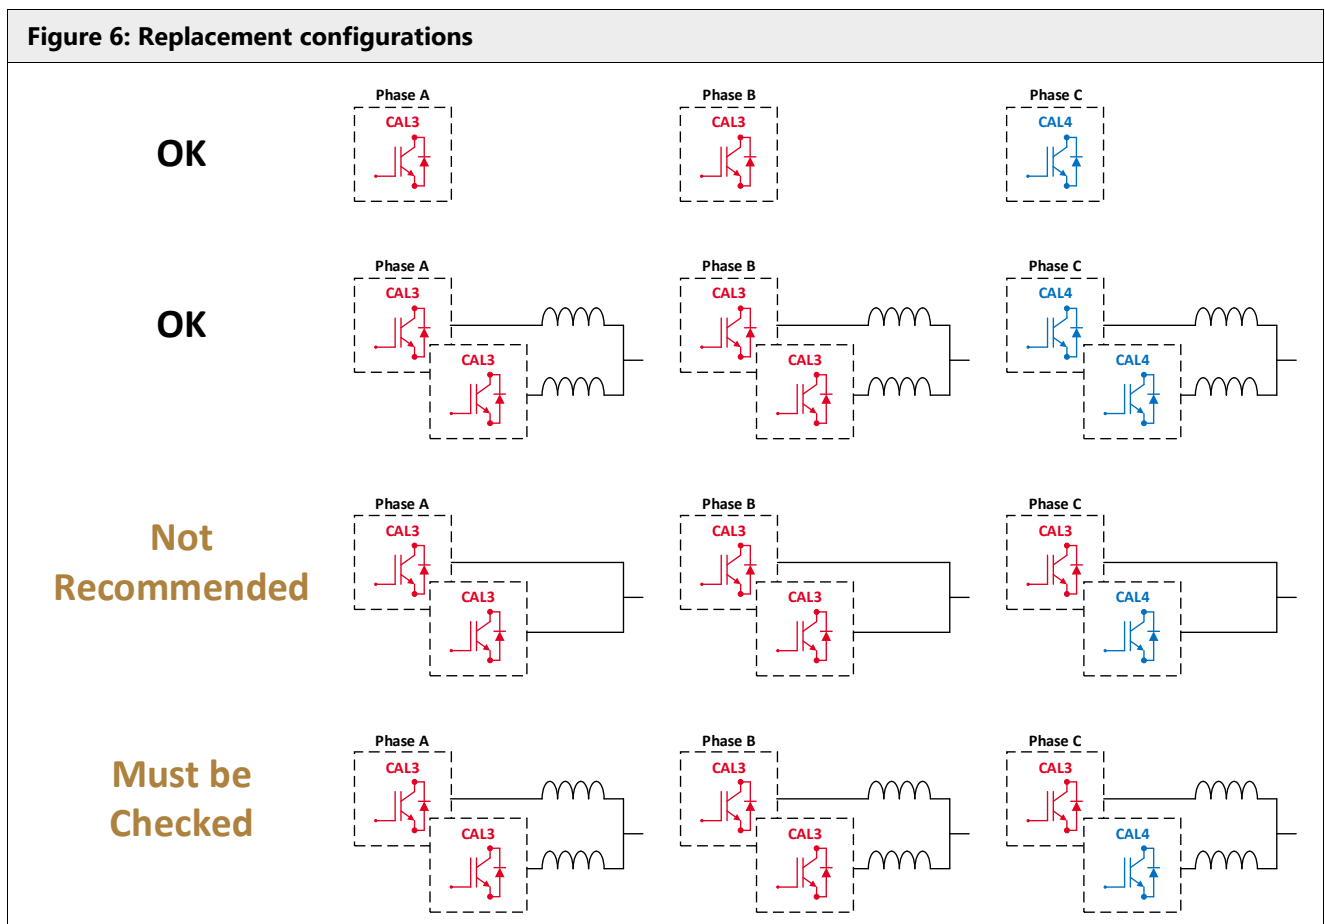 Figure 6: Replacement configurations
OK
Phase A
CAL3
Phase B
CAL3
Phase C
CAL4
OK
Phase A
CAL3
CAL3
Phase B
CAL3
CAL3
Phase C
CAL4
CAL4
Not
Recommended
Phase A
CAL3
CAL3
Phase B
CAL3
CAL3
Phase C
CAL3
CAL4
Must be
Checked
Phase A
CAL3
CAL3
Phase B
CAL3
CAL3
Phase C
CAL3
CAL4